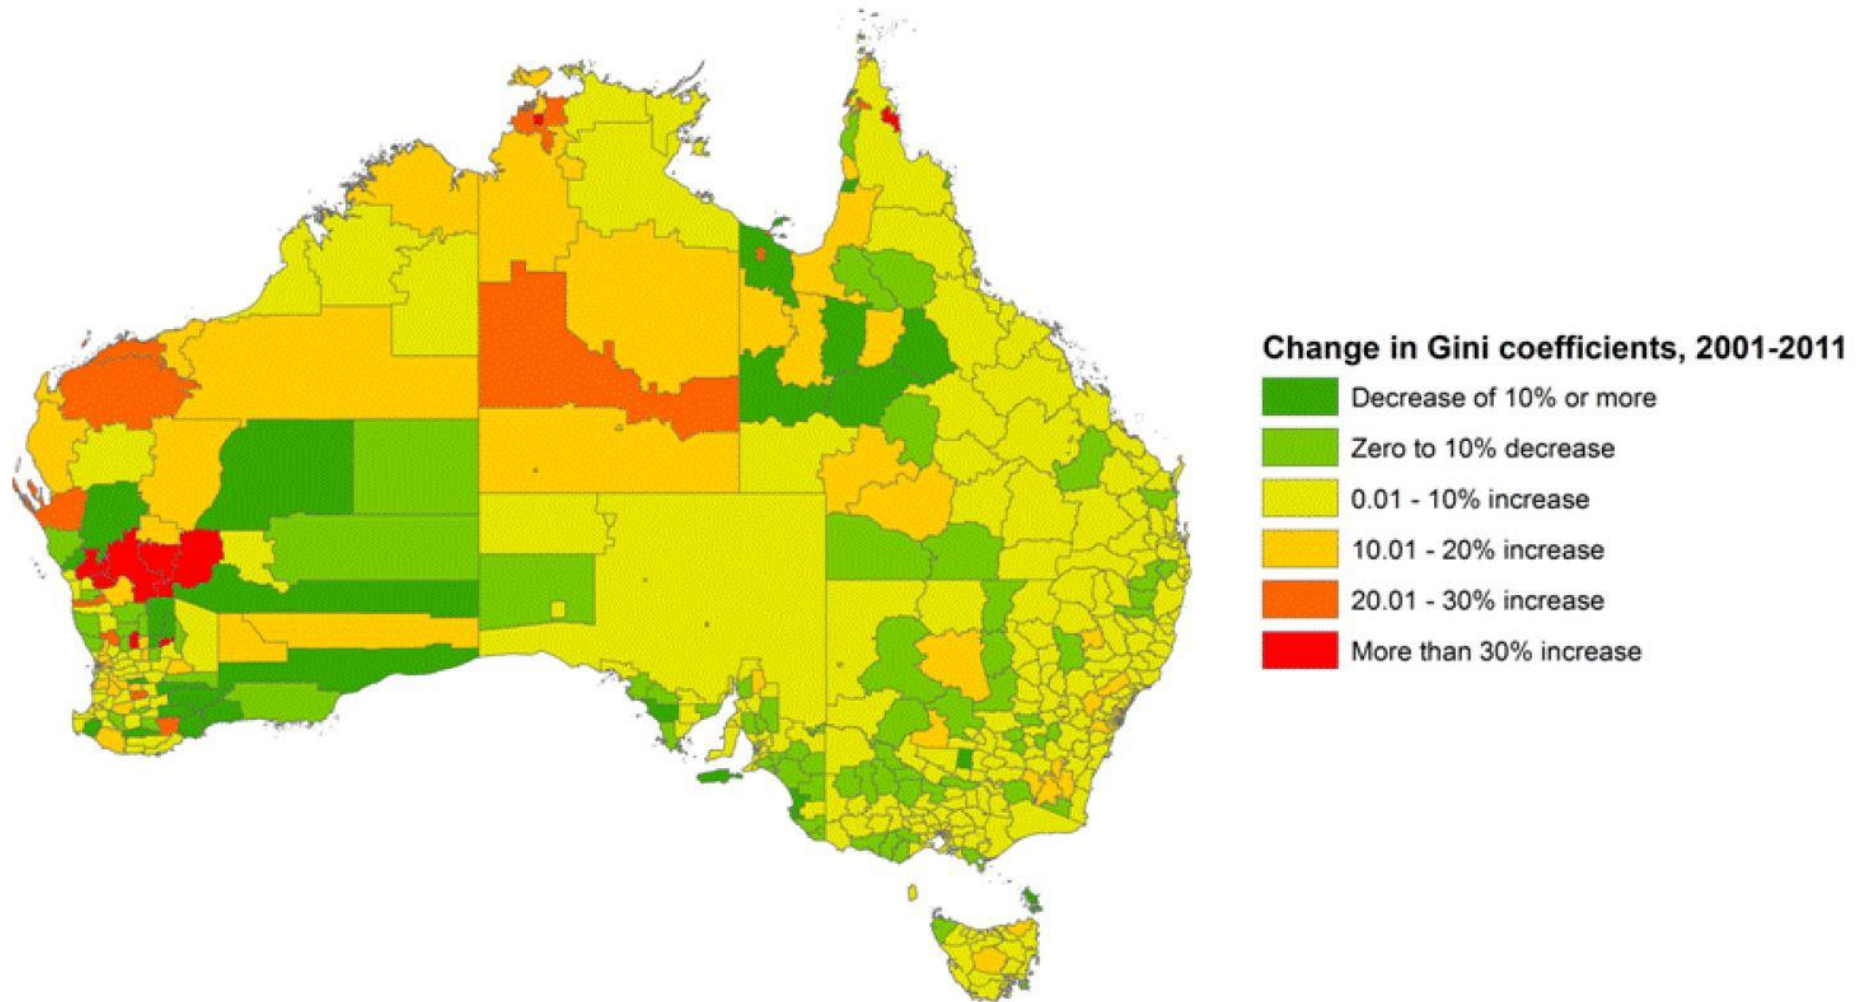 Change in Gini coefficients, 2001-2011
Decrease of 10% or more
Zero to 10% decrease
0.01 - 10% increase
10.01 - 20% increase
20.01 - 30% increase
More than 30% increase